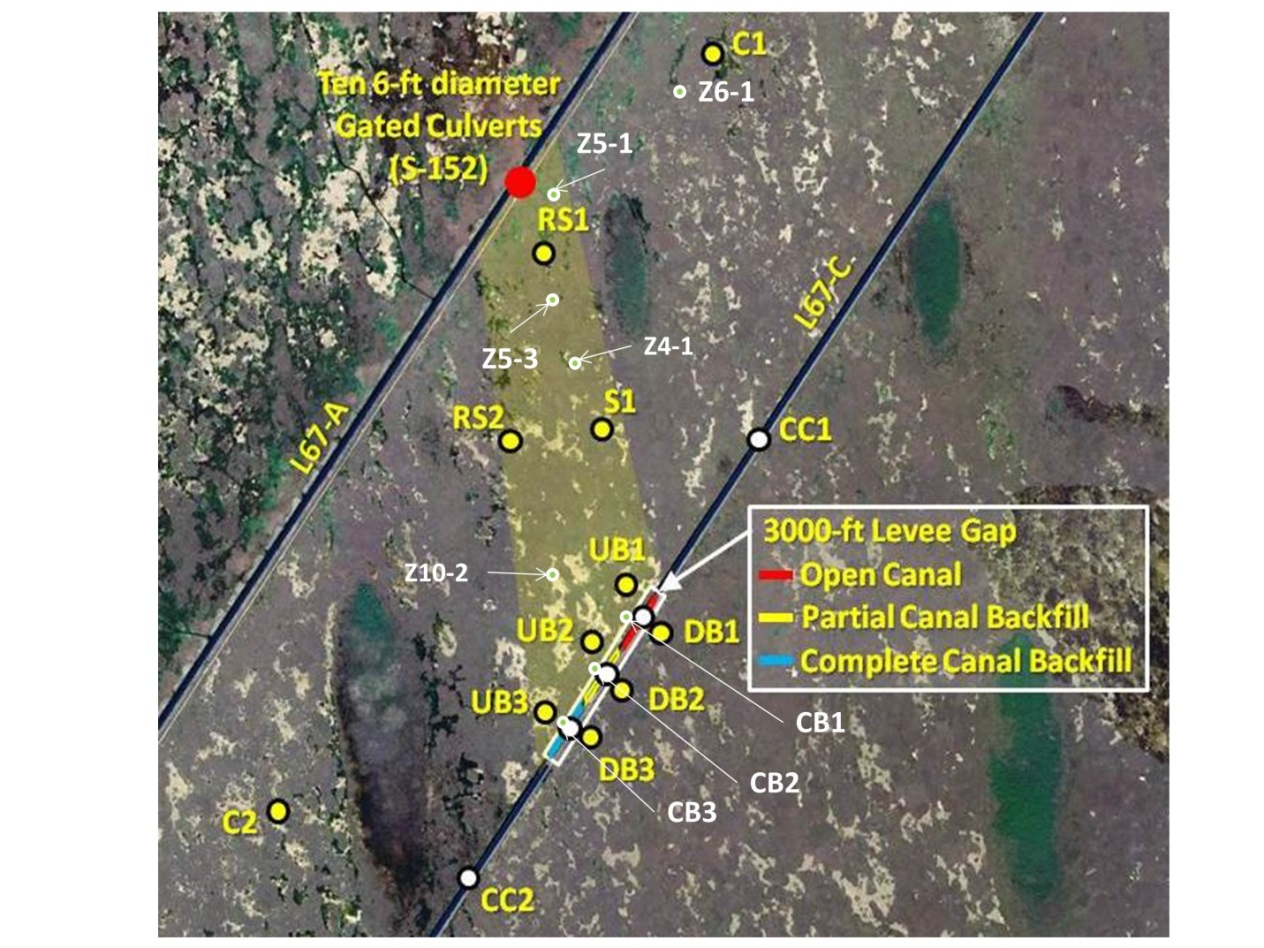 C1
Z6-1
Ten 6-ft diameter
Gated Culverts
(S-152)
Z5-1
RS1
L67-C
Z5-3
Z4-1
L67-A
RS2
S1
CC1
3000-ft Levee Gap
Open Canal
Partial Canal Backfill
Complete Canal Backfill
UB1
Z10-2
UB2
DB1
UB3
DB2
CB1
DB3
CB2
CB3
C2
CC2